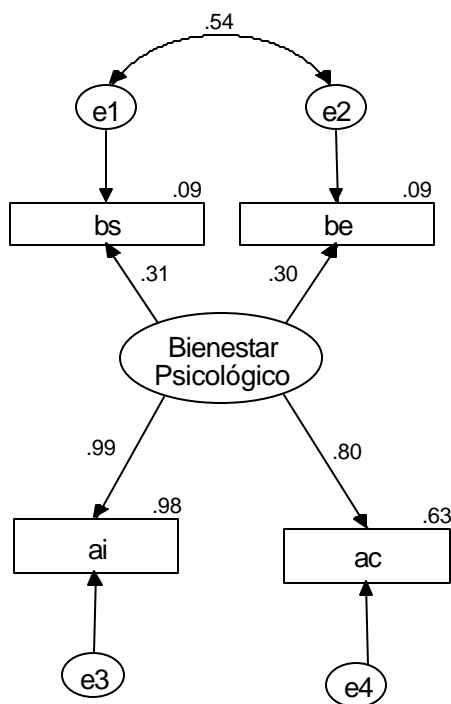 .54
e1
e2
.09
.09
bs
be
.31
.30
Bienestar
Psicológico
.99
.80
.98
.63
ai
ac
e3
e4